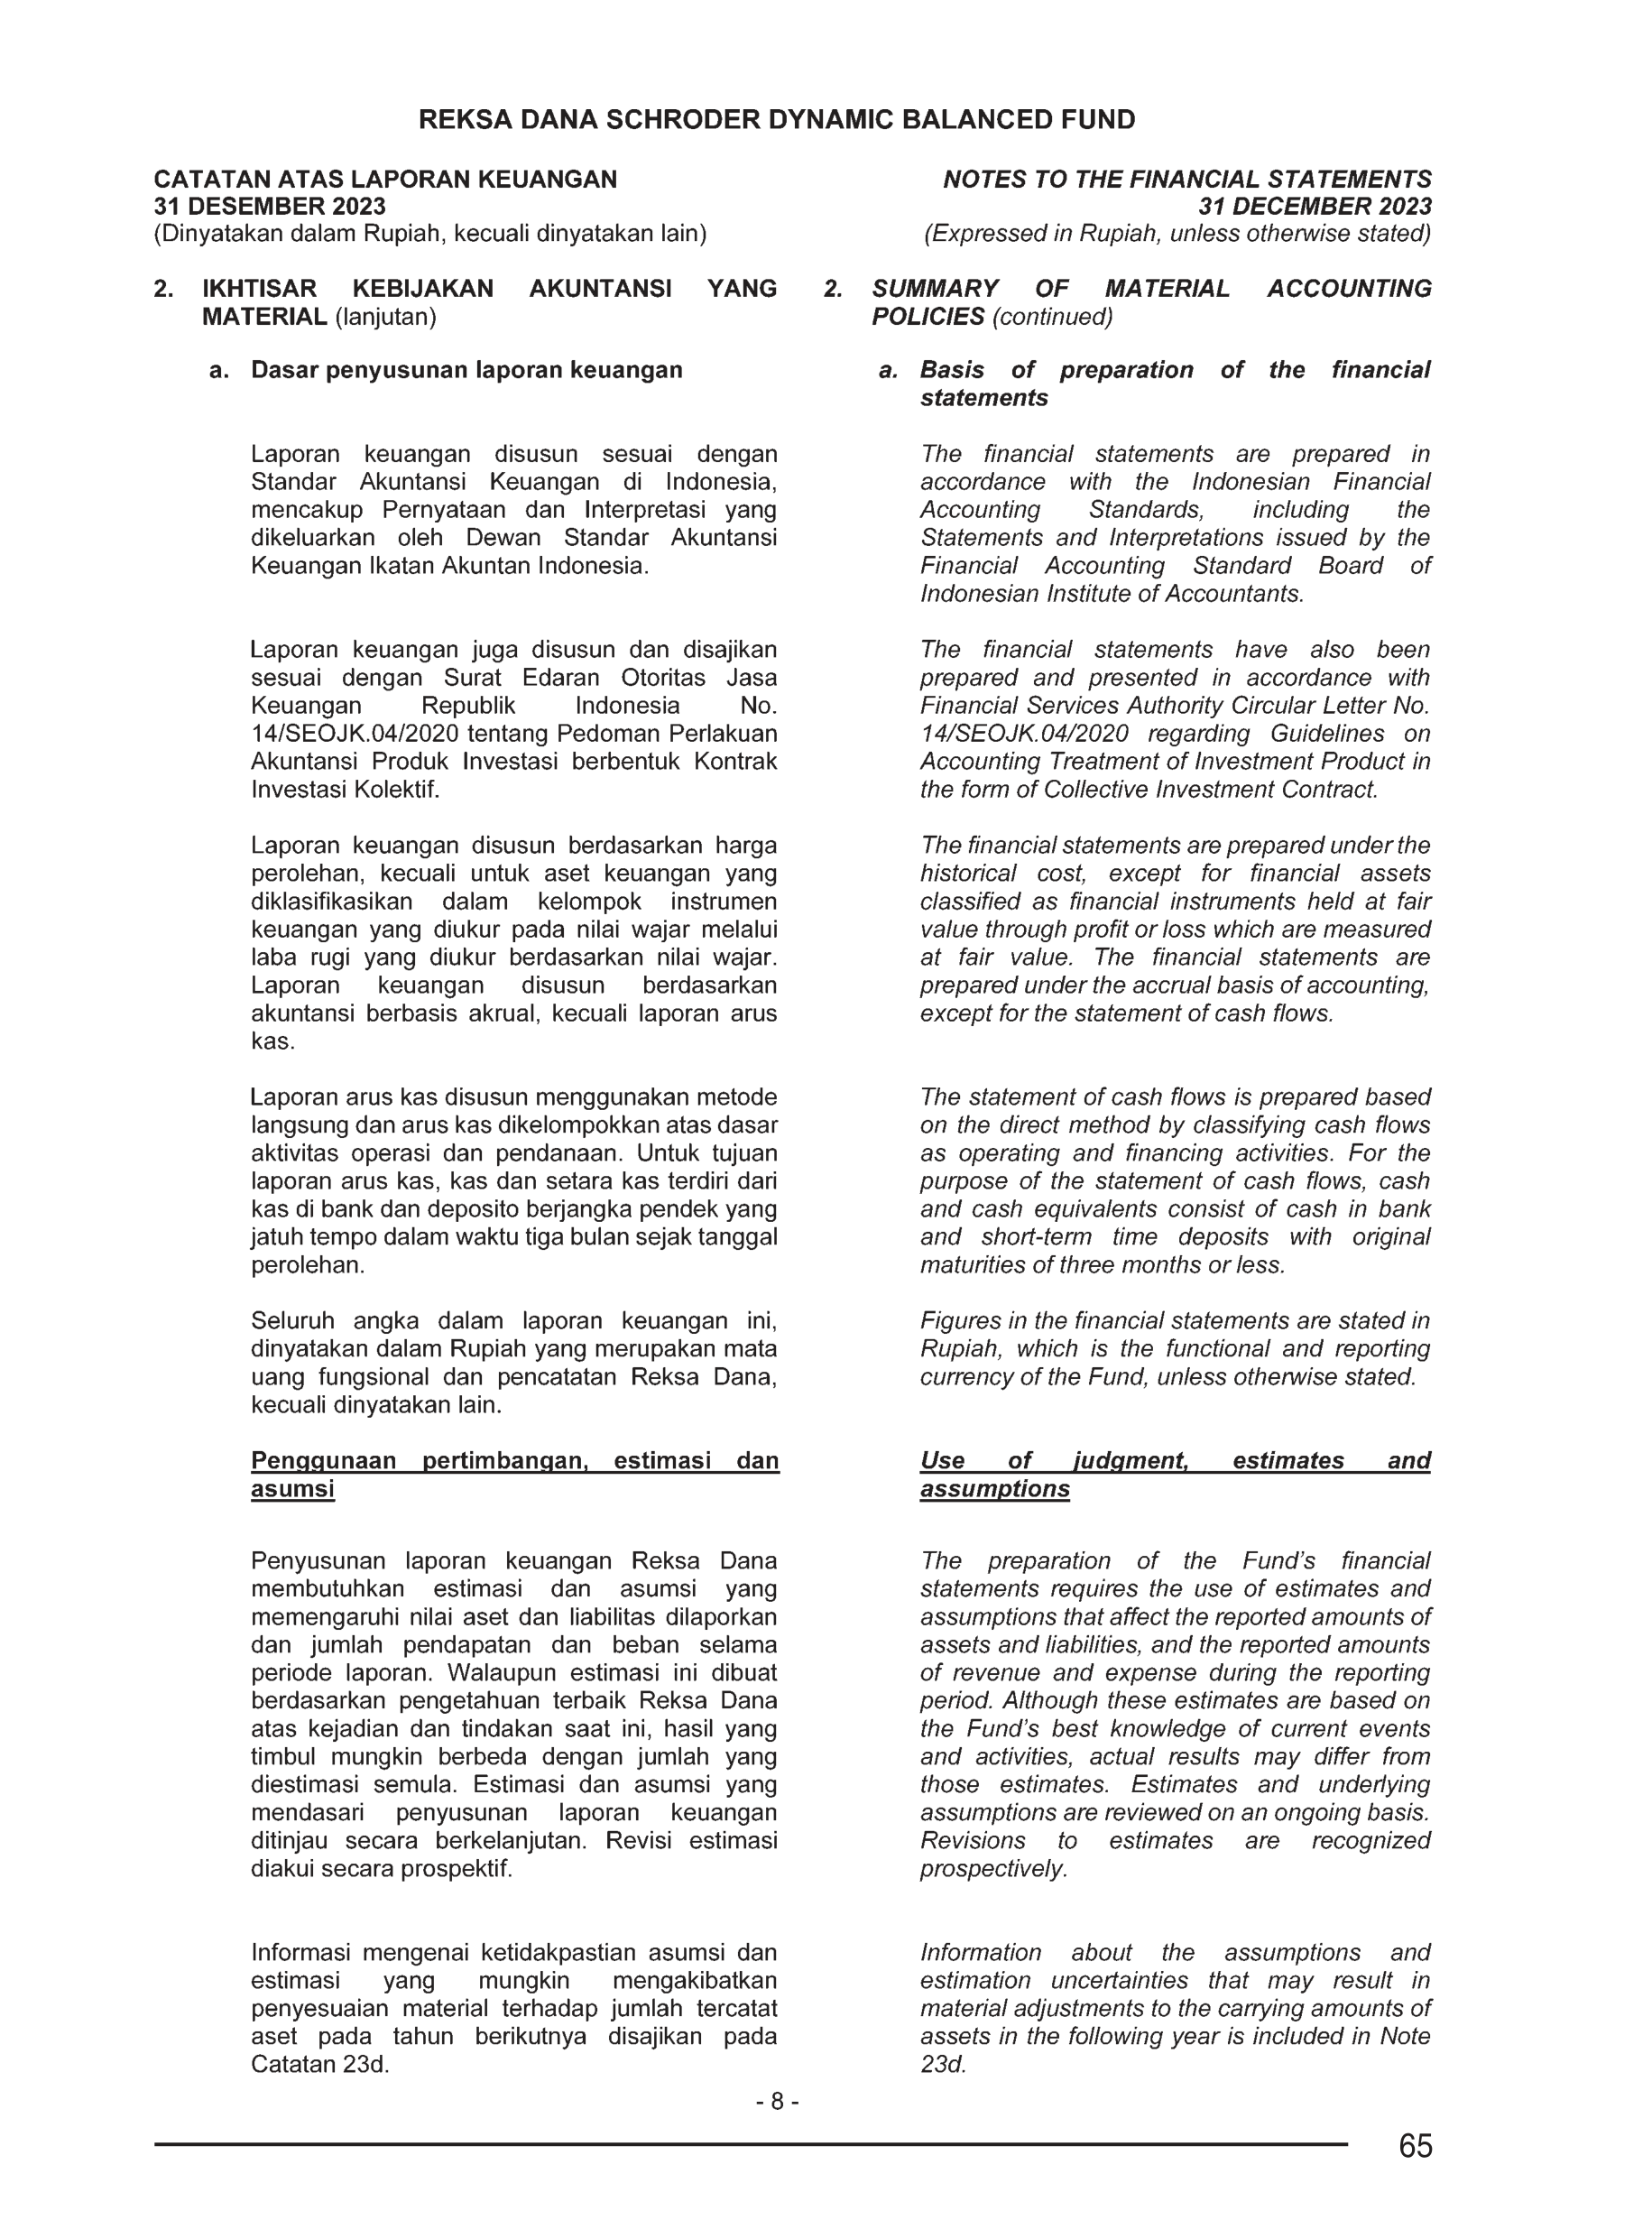 REKSA DANA SCHRODER DYNAMIC BALANCED FUND
CATATAN ATAS LAPORAN KEUANGAN
31 DESEMBER 2023
(Dinyatakan dalam Rupiah, kecuali dinyatakan lain)
NOTES TO THE FINANCIAL STATEMENTS
31 DECEMBER 2023
(Expressed in Rupiah, unless otherwise stated)
2. IKHTISAR KEBIJAKAN AKUNTANSI YANG
MATERIAL (lanjutan)
a. Dasar penyusunan laporan keuangan
Laporan keuangan disusun sesuai dengan
Standar Akuntansi Keuangan di Indonesia,
mencakup Pernyataan dan Interpretasi yang
dikeluarkan oleh Dewan Standar Akuntansi
Keuangan Ikatan Akuntan Indonesia.
Laporan keuangan juga disusun dan disajikan
sesuai dengan Surat Edaran Otoritas Jasa
Keuangan Republik Indonesia No.
14/SEOJK.04/2020 tentang Pedoman Perlakuan
Akuntansi Produk Investasi berbentuk Kontrak
Investasi Kolektif.
Laporan keuangan disusun berdasarkan harga
perolehan, kecuali untuk aset keuangan yang
diklasifikasikan dalam kelompok instrumen
keuangan yang diukur pada nilai wajar melalui
laba rugi yang diukur berdasarkan nilai wajar.
Laporan keuangan disusun berdasarkan
akuntansi berbasis akrual, kecuali laporan arus
kas.
Laporan arus kas disusun menggunakan metode
langsung dan arus kas dikelompokkan atas dasar
aktivitas operasi dan pendanaan. Untuk tujuan
laporan arus kas, kas dan setara kas terdiri dari
kas di bank dan deposito berjangka pendek yang
jatuh tempo dalam waktu tiga bulan sejak tanggal
perolehan.
Seluruh angka dalam laporan keuangan ini,
dinyatakan dalam Rupiah yang merupakan mata
uang fungsional dan pencatatan Reksa Dana,
kecuali dinyatakan lain.
Penggunaan pertimbangan, estimasi dan
asumsi
Penyusunan laporan keuangan Reksa Dana
membutuhkan estimasi dan asumsi yang
memengaruhi nilai aset dan liabilitas dilaporkan
dan jumlah pendapatan dan beban selama
periode laporan. Walaupun estimasi ini dibuat
berdasarkan pengetahuan terbaik Reksa Dana
atas kejadian dan tindakan saat ini, hasil yang
timbul mungkin berbeda dengan jumlah yang
diestimasi semula. Estimasi dan asumsi yang
mendasari penyusunan laporan keuangan
ditinjau secara berkelanjutan. Revisi estimasi
diakui secara prospektif.
Informasi mengenai ketidakpastian asumsi dan
estimasi yang mungkin mengakibatkan
penyesuaian material terhadap jumlah tercatat
aset pada tahun berikutnya disajikan pada
Catatan 23d.
2. SUMMARY OF MATERIAL ACCOUNTING
POLICIES (continued)
a. Basis of preparation of the financial
statements
The financial statements are prepared in
accordance with the Indonesian Financial
Accounting Standards, including the
Statements and Interpretations issued by the
Financial Accounting Standard Board of
Indonesian Institute of Accountants.
The financial statements have also been
prepared and presented in accordance with
Financial Services Authority Circular Letter No.
14/SEOJK.04/2020 regarding Guidelines on
Accounting Treatment of Investment Product in
the form of Collective Investment Contract.
The financial statements are prepared under the
historical cost, except for financial assets
classified as financial instruments held at fair
value through profit or loss which are measured
at fair value. The financial statements are
prepared under the accrual basis of accounting,
except for the statement of cash flows.
The statement of cash flows is prepared based
on the direct method by classifying cash flows
as operating and financing activities. For the
purpose of the statement of cash flows, cash
and cash equivalents consist of cash in bank
and short-term time deposits with original
maturities of three months or less.
Figures in the financial statements are stated in
Rupiah, which is the functional and reporting
currency of the Fund, unless otherwise stated.
Use of judgment, estimates and
assumptions
The preparation of the Fund's financial
statements requires the use of estimates and
assumptions that affect the reported amounts of
assets and liabilities, and the reported amounts
of revenue and expense during the reporting
period. Although these estimates are based on
the Fund's best knowledge of current events
and activities, actual results may differ from
those estimates. Estimates and underlying
assumptions are reviewed on an ongoing basis.
Revisions to estimates are recognized
prospectively.
Information about the assumptions and
estimation uncertainties that may result in
material adjustments to the carrying amounts of
assets in the following year is included in Note
23d.
- 8 -
65